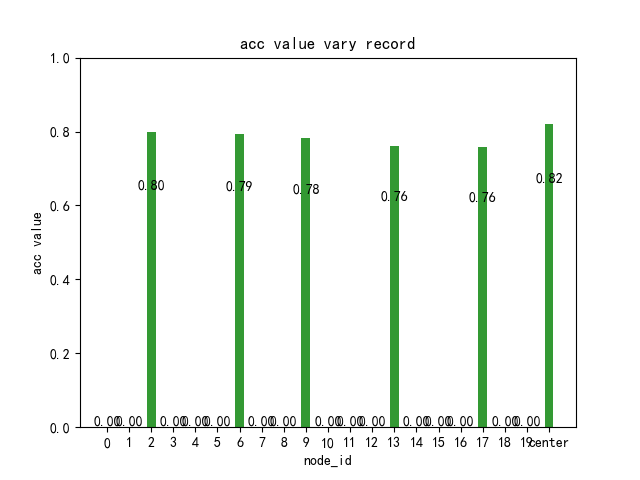 acc value vary record
1.0
0.8
0.6
0.4
0.2
0.0
acc value
0.80 0.79 0.78 0.76 0.76 0.82
0.00 0.00 0.00 0.00 0.00 0.00 0.00 0.00 0.00 0.00 0.00 0.00 0.00 0.00 0.00
0 1 2 3 4 5 6 7 8 9 10 11 12 13 14 15 16 17 18 19 center
node_id